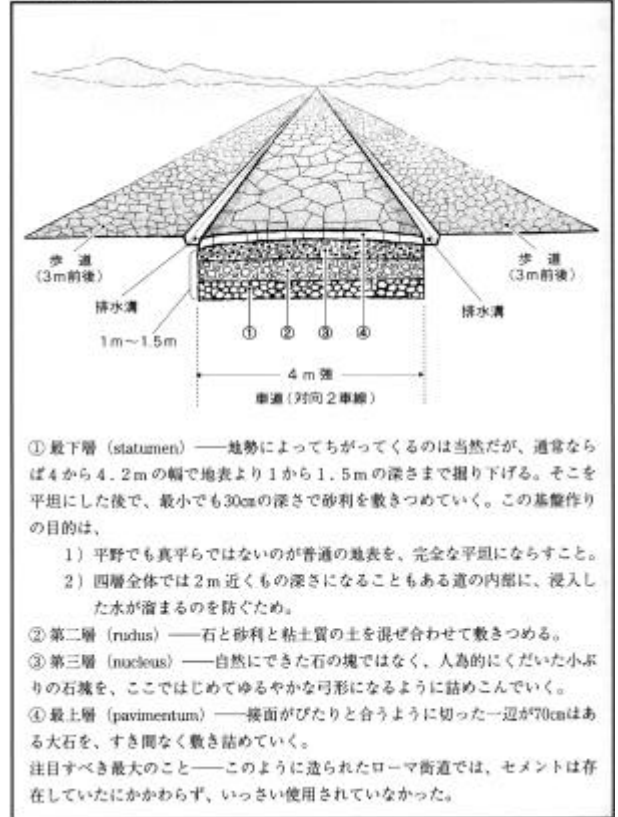 歩 道
(3m前後)
歩 道
(3m前後)
排水溝
排水溝
1m〜1.5m
① ② ③ ④
4 m 強
車道(対向2車線)
① 最下層(statumen)――地勢によってちがってくるのは当然だが、通常なら
ば4から4.2mの幅で地表より1から1.5mの深さまで掘り下げる。そこを
平坦にした後で、最小でも30㎝の深さで砂利を敷きつめていく。この基盤作り
の目的は、
1)平野でも真平らではないのが普通の地表を、完全な平坦にならすこと。
2)四層全体では2m近くもの深さになることもある道の内部に、浸入し
た水が溜まるのを防ぐため。
② 第二層(rudus)――石と砂利と粘土質の土を混ぜ合わせて敷きつめる。
③ 第三層(nucleus)――自然にできた石の塊ではなく、人為的にくだいた小ぶ
りの石塊を、ここではじめてゆるやかな弓形になるように詰めこんでいく。
④ 最上層(pavimentum)――接面がぴたりと合うように切った一辺が70㎝はあ
る大石を、すき間なく敷き詰めていく。
注目すべき最大のこと――このように造られたローマ街道では、セメントは存
在していたにかかわらず、いっさい使用されていなかった。